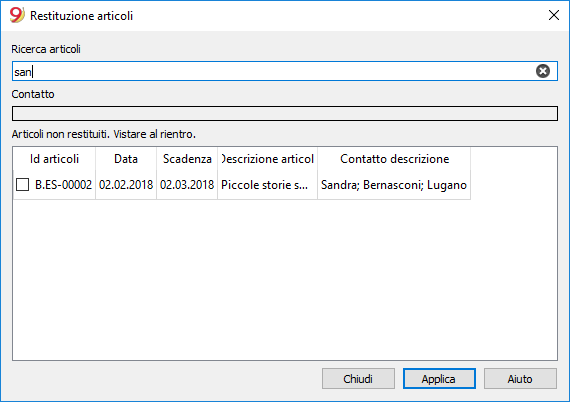 Restituzione articoli
Ricerca articoli
san
Contatto
Articoli non restituiti. Vistare al rientro.
Id articoli Data Scadenza Descrizione articol Contatto descrizione
B.ES-00002 02.02.2018 02.03.2018 Piccole storie s... Sandra; Bernasconi; Lugano
Chiudi Applica Aiuto